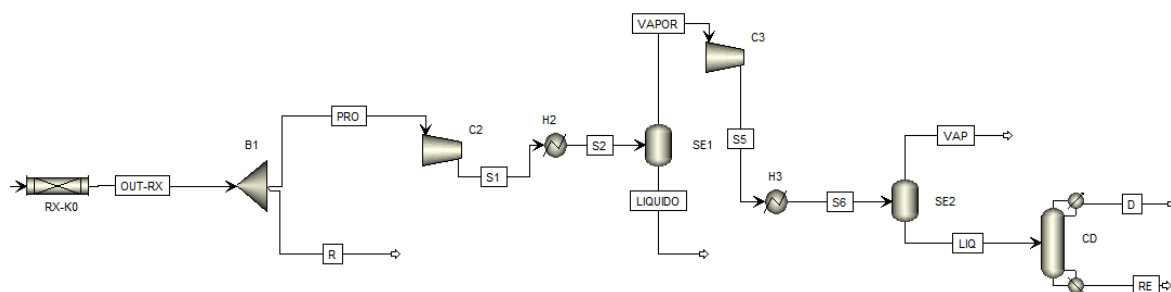 VAPOR
C3
PRO
C2
H2
B1
S5
VAP
S2
SE1
S1
OUT-RX
H3
RX-K0
LIQUIDO
S6
SE2
D
CD
LIQ
R
RE